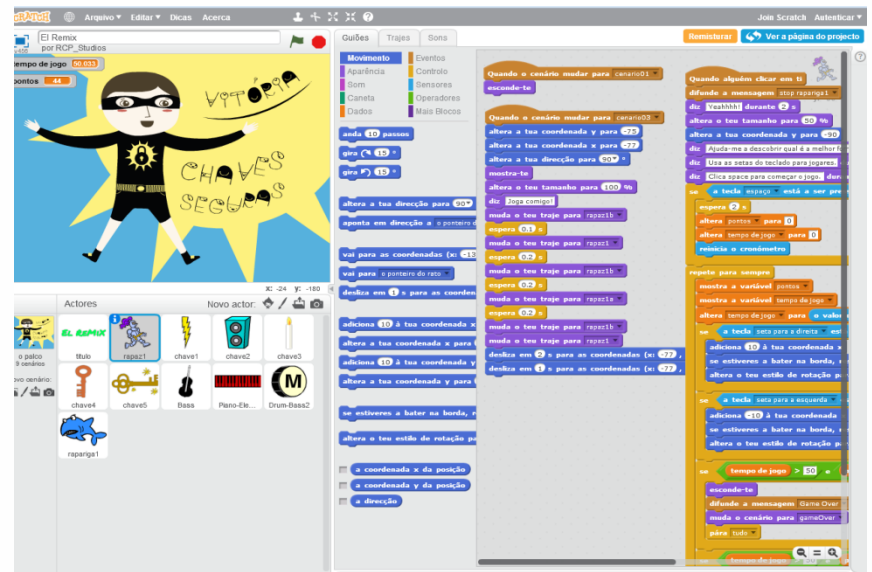 SCRATCH Arquivo Editar Dicas Acerca Join Scratch Autenticar
El Remix
por RCP_Studios
tempo de jogo 50.033
pontos 44
VITÓRIA
CHAVES
SEGURAS
x: -24 y: -180
Actores Novo actor:
EL REMIX
o palco
cenários
ovo cenário:
título
rapaz1
chave1
chave2
chave3
chave4
chave5
Bass
Piano-Ele...
M
Drum-Bass2
rapariga1
Guiões Trajes Sons
Remisturar Ver a página do projecto
Movimento
Aparência
Som
Caneta
Dados
Eventos
Controlo
Sensores
Operadores
Mais Blocos
anda 10 passos
gira 15 °
gira 15 °
altera a tua direcção para 90
aponta em direcção a o ponteiro d
vai para as coordenadas (x: -13
vai para o ponteiro do rato
desliza em 1 s para as coorden
adiciona 10 à tua coordenada x
altera a tua coordenada x para
adiciona 10 à tua coordenada y
altera a tua coordenada y para
se estiveres a bater na borda, r
altera o teu estilo de rotação pa
a coordenada x da posição
a coordenada y da posição
a direcção
Quando o cenário mudar para cenario01
esconde-te
Quando o cenário mudar para cenario03
altera a tua coordenada y para -75
altera a tua coordenada x para -77
altera a tua direcção para 90 °
mostra-te
altera o teu tamanho para 100 %
diz Joga comigo!
muda o teu traje para rapaz1b
espera 0.1 s
muda o teu traje para rapaz1
espera 0.2 s
muda o teu traje para rapaz1b
espera 0.2 s
muda o teu traje para rapaz1a
espera 0.2 s
muda o teu traje para rapaz1b
muda o teu traje para rapaz1
desliza em 2 s para as coordenadas (x: -77 ,
desliza em 1 s para as coordenadas (x: -77 ,
Quando alguém clicar em ti
difunde a mensagem stop rapariga1
diz Yeahhhh! durante 2 s
altera o teu tamanho para 50 %
altera a tua coordenada y para -90
diz Ajuda-me a descobrir qual é a melhor fo
diz Usa as setas do teclado para jogares.
diz Clica space para começar o jogo. dura
se a tecla espaço está a ser pre
espera 2 s
altera pontos para 0
altera tempo de jogo para 0
reinicia o cronómetro
repete para sempre
mostra a variável pontos
mostra a variável tempo de jogo
altera tempo de jogo para o valor
se a tecla seta para a direita est
adiciona 10 à tua coordenada
se estiveres a bater na borda,
altera o teu estilo de rotação pa
se a tecla seta para a esquerda
adiciona -10 à tua coordenada
se estiveres a bater na borda,
altera o teu estilo de rotação pa
se tempo de jogo > 50 e
esconde-te
difunde a mensagem Game Over
muda o cenário para gameOver
pára tudo
se tempo de jogo